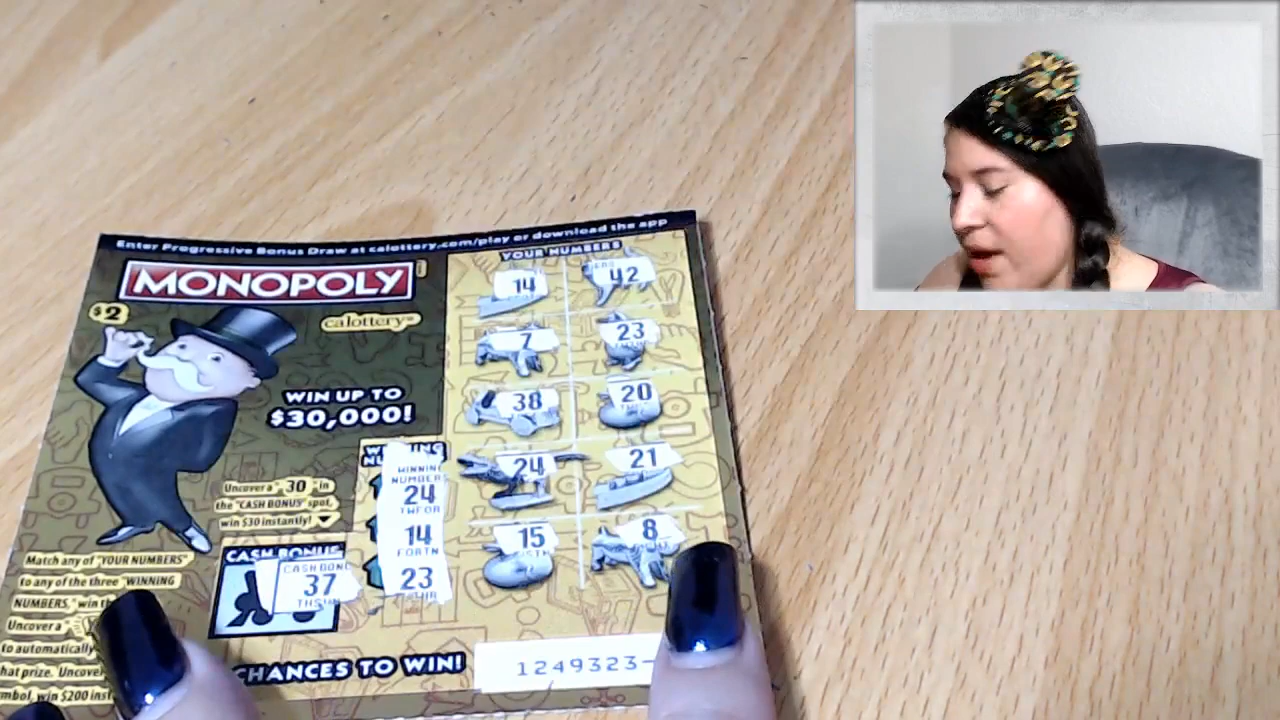 Enter Progressive Bonus Draw at calottery.com/play or download the app
MONOPOLY
$2
calottery
WIN UP TO
$30,000!
Uncover a "30" in
the "CASH BONUS" spot,
win $30 instantly!
CASH BONUS
CASH BON
37
WINNING
NUMBERS
24
TWFOR
14
FORTN
23
YOUR NUMBERS
14
42
7
23
38
20
24
21
15
8
Match any of "YOUR NUMBERS"
to any of the three "WINNING
NUMBERS," win
Uncover a
to automatically
hat prize. Uncover
mbol, win $200 inst
CHANCES TO WIN!
1249323-